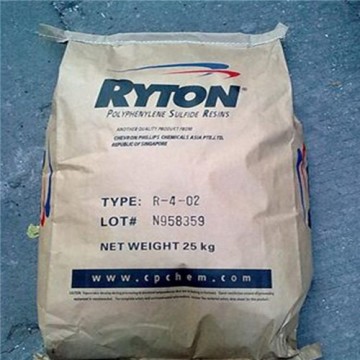 RYTON®
POLYPHENYLENE SULFIDE RESINS
ANOTHER QUALITY PRODUCT FROM
CHEVRON PHILLIPS CHEMICALS ASIA PTE.LTD.
REPUBLIC OF SINGAPORE
TYPE: R-4-02
LOT# N958359
NET WEIGHT 25 kg
www.cpchem.com